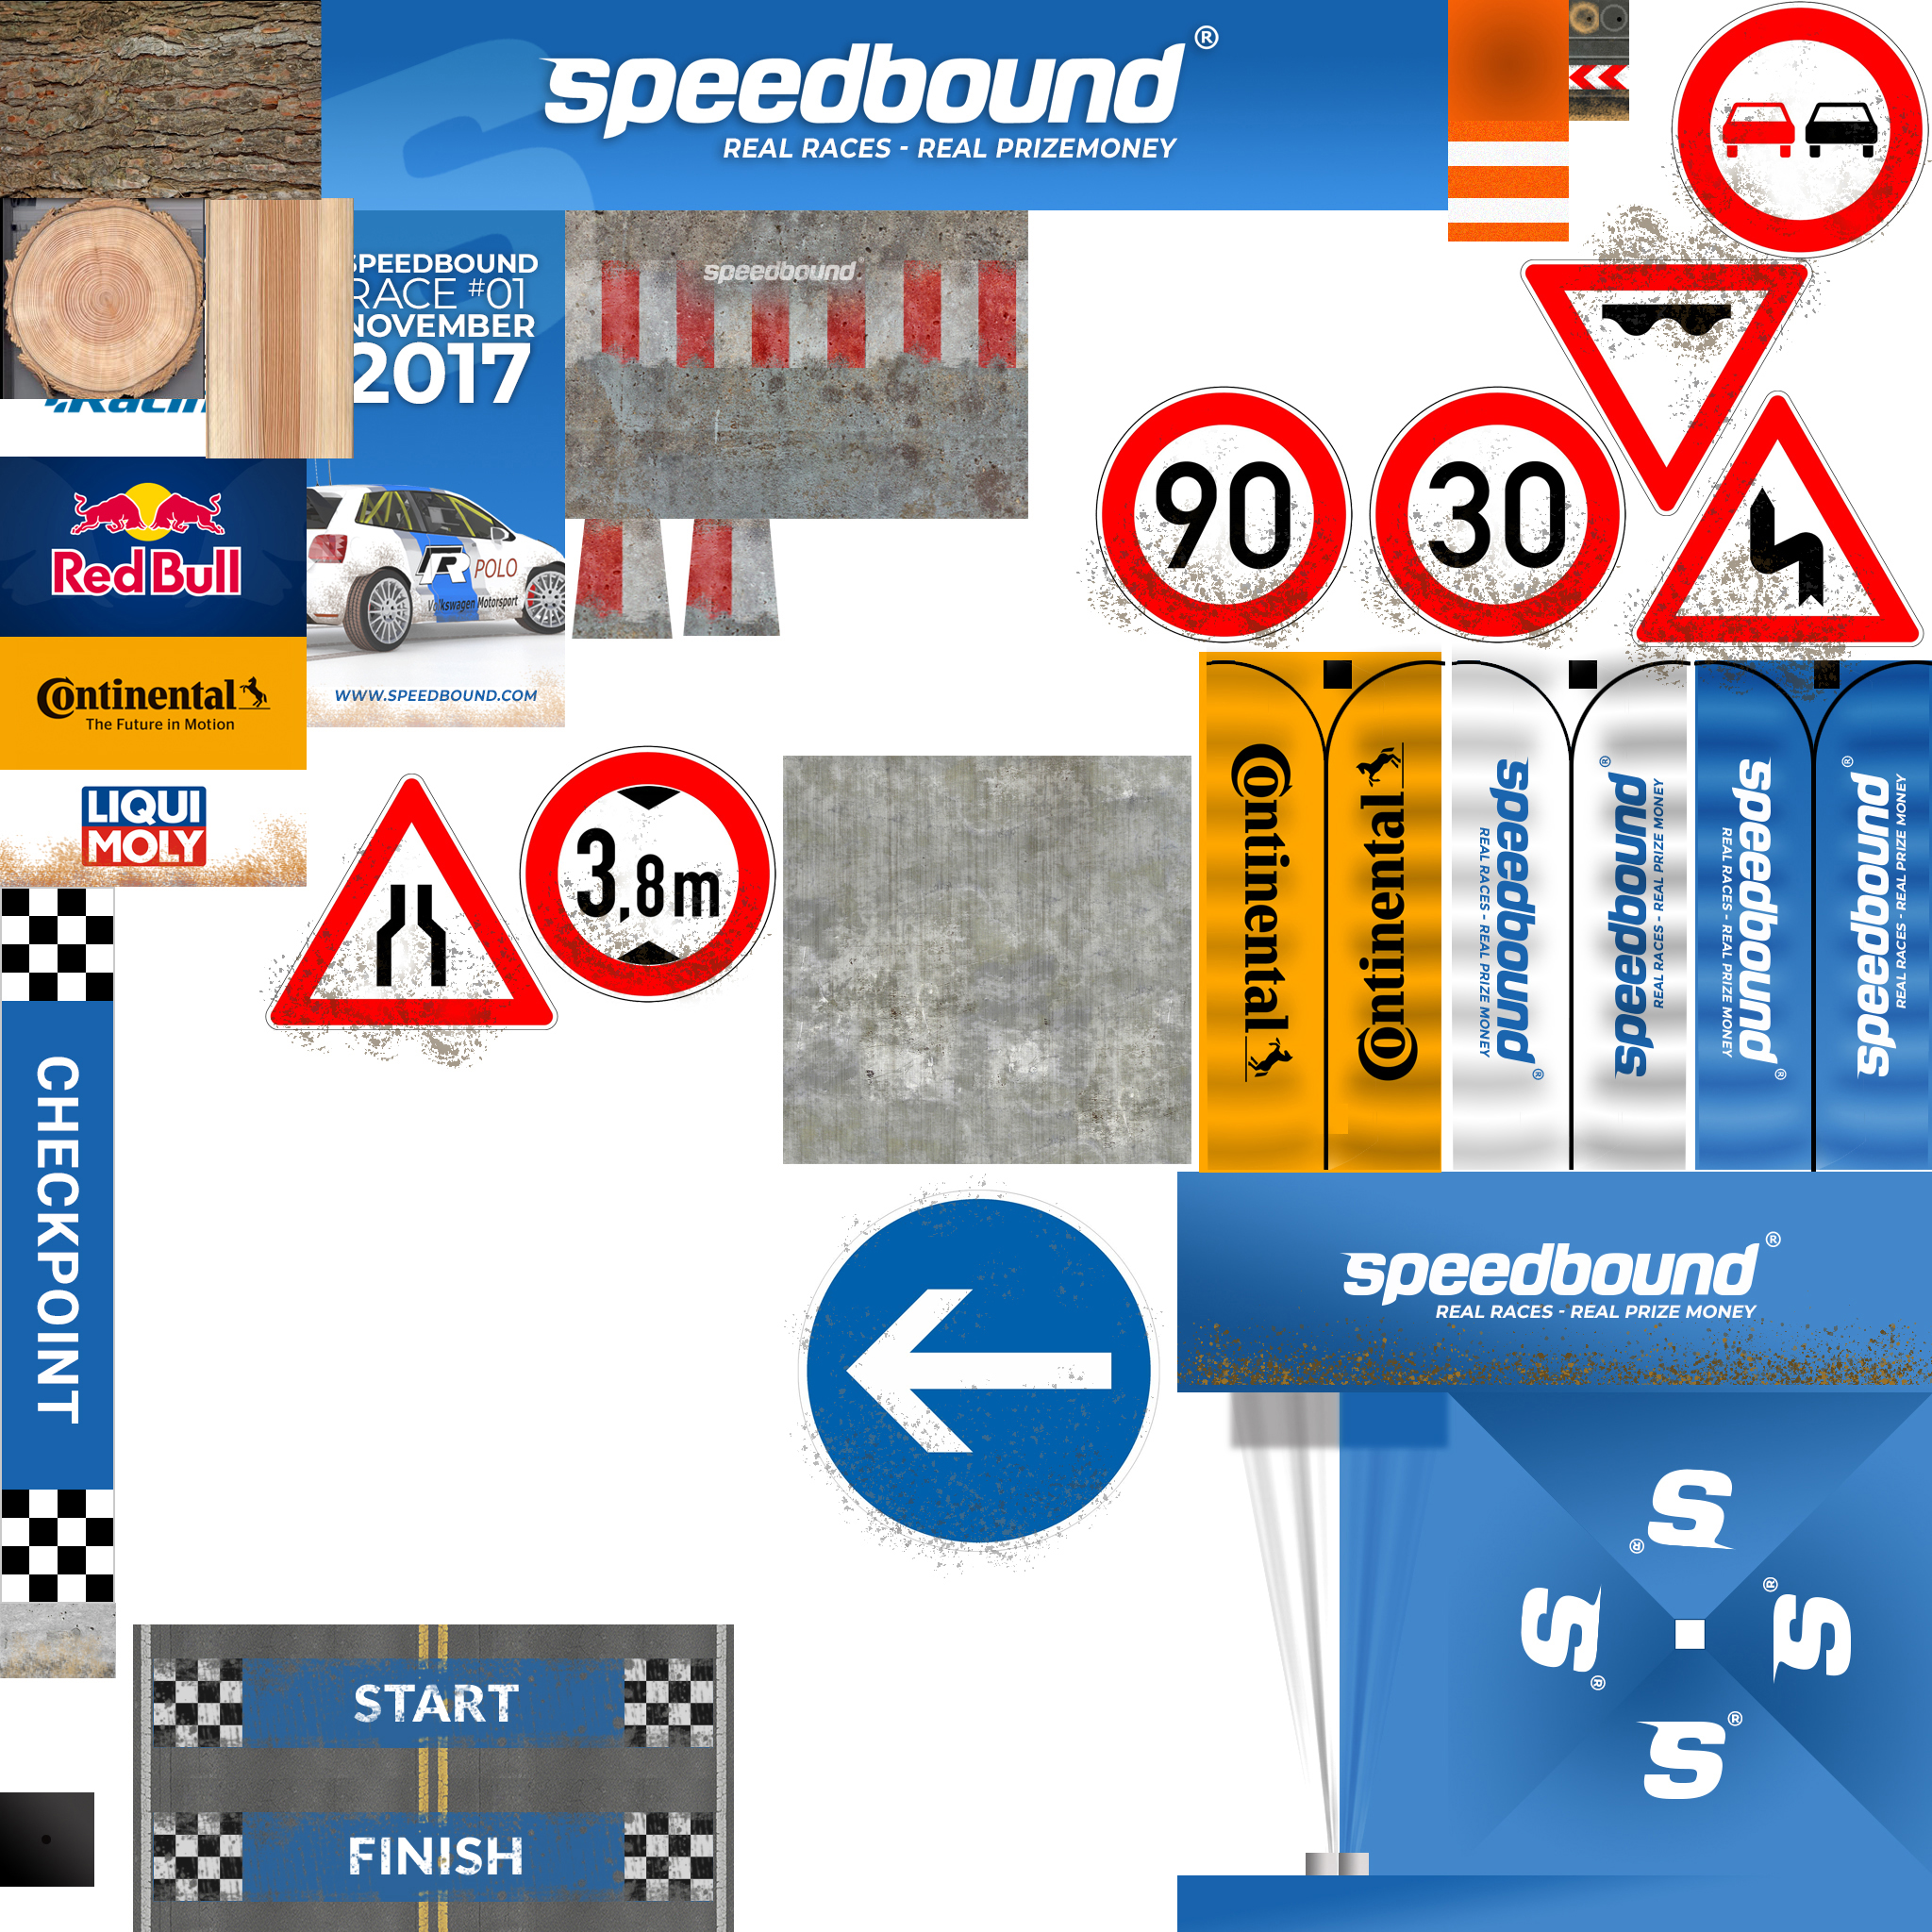 speedbound®
REAL RACES - REAL PRIZEMONEY
SPEEDBOUND
RACE #01
NOVEMBER
2017
speedbound
Red Bull
R POLO
Volkswagen Motorsport
WWW.SPEEDBOUND.COM
Continental
The Future in Motion
LIQUI
MOLY
90
30
3,8m
Continental
Continental
speedbound®
REAL RACES - REAL PRIZE MONEY
speedbound®
REAL RACES - REAL PRIZE MONEY
speedbound®
REAL RACES - REAL PRIZE MONEY
speedbound®
REAL RACES - REAL PRIZE MONEY
CHECKPOINT
speedbound®
REAL RACES - REAL PRIZE MONEY
S®
S®
S®
S®
START
FINISH